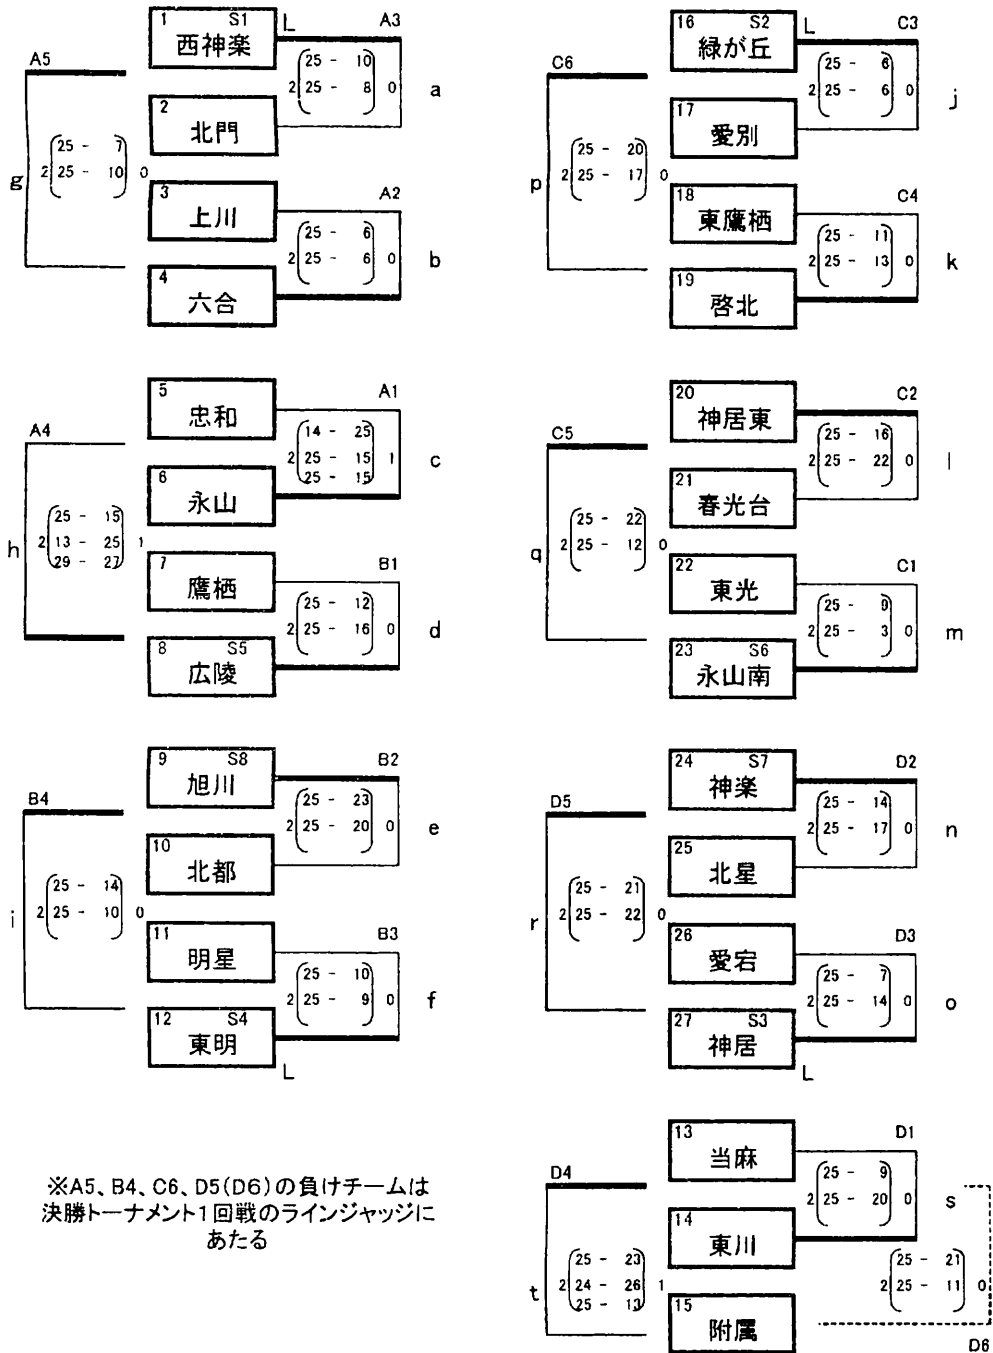 1 S1 L A3
西神楽
A5
25 - 10
2 25 - 8 0 a
2
北門
25 - 7
g 2 25 - 10 0
3 A2
上川
25 - 6
2 25 - 6 0 b
4
六合
5 A1
忠和
A4
14 - 25
2 25 - 15 1 c
25 - 15
6
永山
25 - 15
h 2 13 - 25 1
29 - 27
7 B1
鷹栖
25 - 12
2 25 - 16 0 d
8 S5
広陵
9 S8 B2
旭川
B4
25 - 23
2 25 - 20 0 e
10
北都
25 - 14
i 2 25 - 10 0
11 B3
明星
25 - 10
2 25 - 9 0 f
12 S4
東明
L
※A5、B4、C6、D5(D6)の負けチームは
決勝トーナメント1回戦のラインジャッジに
あたる
16 S2 L C3
緑が丘
C6
25 - 6
2 25 - 6 0 j
17
愛別
25 - 20
p 2 25 - 17 0
18 C4
東鷹栖
25 - 11
2 25 - 13 0 k
19
啓北
20 C2
神居東
C5
25 - 16
2 25 - 22 0 l
21
春光台
25 - 22
q 2 25 - 12 0
22 C1
東光
25 - 9
2 25 - 3 0 m
23 S6
永山南
24 S7 D2
神楽
D5
25 - 14
2 25 - 17 0 n
25
北星
25 - 21
r 2 25 - 22 0
26 D3
愛宕
25 - 7
2 25 - 14 0 o
27 S3
神居
L
13 D1
当麻
D4
25 - 9
2 25 - 20 0 s
14
東川
25 - 23
t 2 24 - 26 1
25 - 13
25 - 21
2 25 - 11 0
15
附属
D6